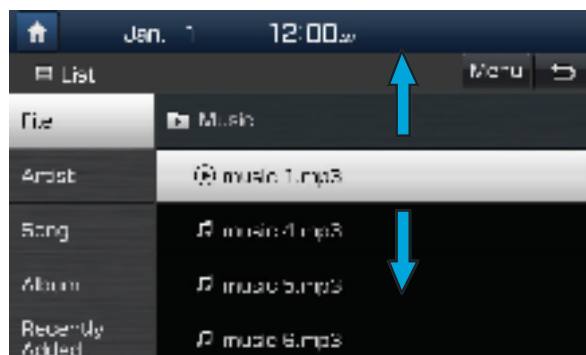 Jan. 1 12:00
List Menu
File Music
Artist music 1.mp3
Song music 4.mp3
Album music 5.mp3
Recently
Added music 6.mp3